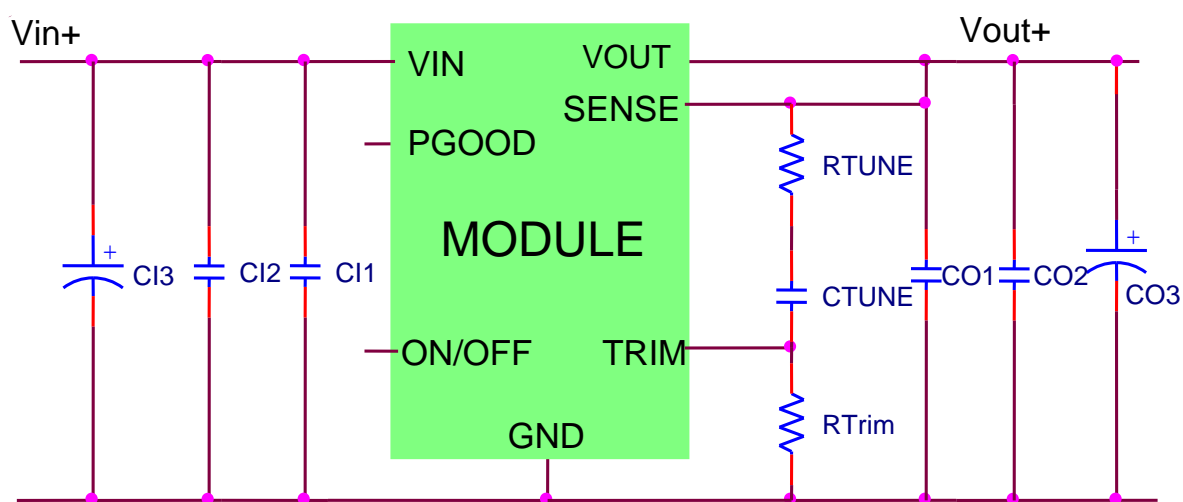 Vin+
Vout+
VIN
VOUT
SENSE
PGOOD
RTUNE
MODULE
+
+
CI3
CI2
CI1
CTUNE
CO1
CO2
CO3
ON/OFF
TRIM
RTrim
GND